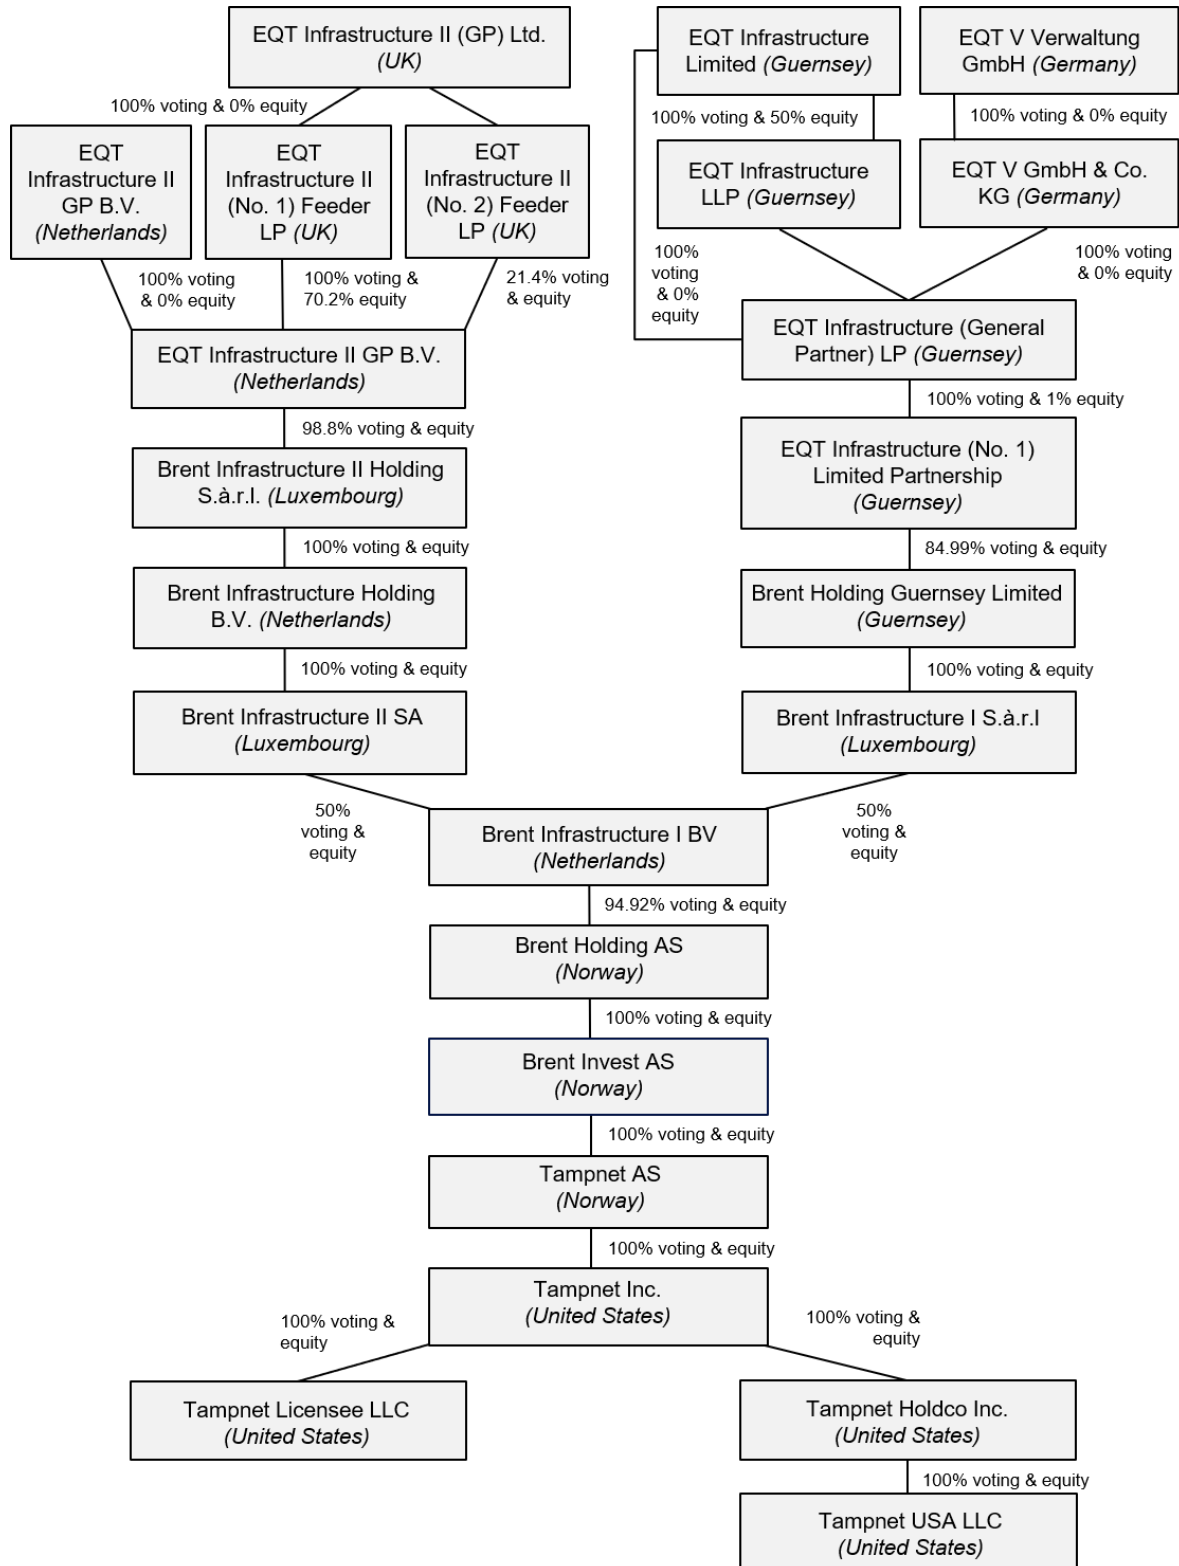 EQT Infrastructure II (GP) Ltd.
(UK)
EQT Infrastructure
Limited (Guernsey)
EQT V Verwaltung
GmbH (Germany)
100% voting & 0% equity
100% voting & 50% equity
100% voting & 0% equity
EQT
Infrastructure II
GP B.V.
(Netherlands)
EQT
Infrastructure II
(No. 1) Feeder
LP (UK)
EQT
Infrastructure II
(No. 2) Feeder
LP (UK)
EQT Infrastructure
LLP (Guernsey)
EQT V GmbH & Co.
KG (Germany)
100% voting
& 0% equity
100% voting &
70.2% equity
21.4% voting
& equity
100%
voting
& 0%
equity
100% voting
& 0% equity
EQT Infrastructure II GP B.V.
(Netherlands)
EQT Infrastructure (General
Partner) LP (Guernsey)
98.8% voting & equity
100% voting & 1% equity
Brent Infrastructure II Holding
S.à.r.l. (Luxembourg)
EQT Infrastructure (No. 1)
Limited Partnership
(Guernsey)
100% voting & equity
84.99% voting & equity
Brent Infrastructure Holding
B.V. (Netherlands)
Brent Holding Guernsey Limited
(Guernsey)
100% voting & equity
100% voting & equity
Brent Infrastructure II SA
(Luxembourg)
Brent Infrastructure I S.à.r.l
(Luxembourg)
50%
voting &
equity
50%
voting &
equity
Brent Infrastructure I BV
(Netherlands)
94.92% voting & equity
Brent Holding AS
(Norway)
100% voting & equity
Brent Invest AS
(Norway)
100% voting & equity
Tampnet AS
(Norway)
100% voting & equity
Tampnet Inc.
(United States)
100% voting &
equity
100% voting &
equity
Tampnet Licensee LLC
(United States)
Tampnet Holdco Inc.
(United States)
100% voting & equity
Tampnet USA LLC
(United States)